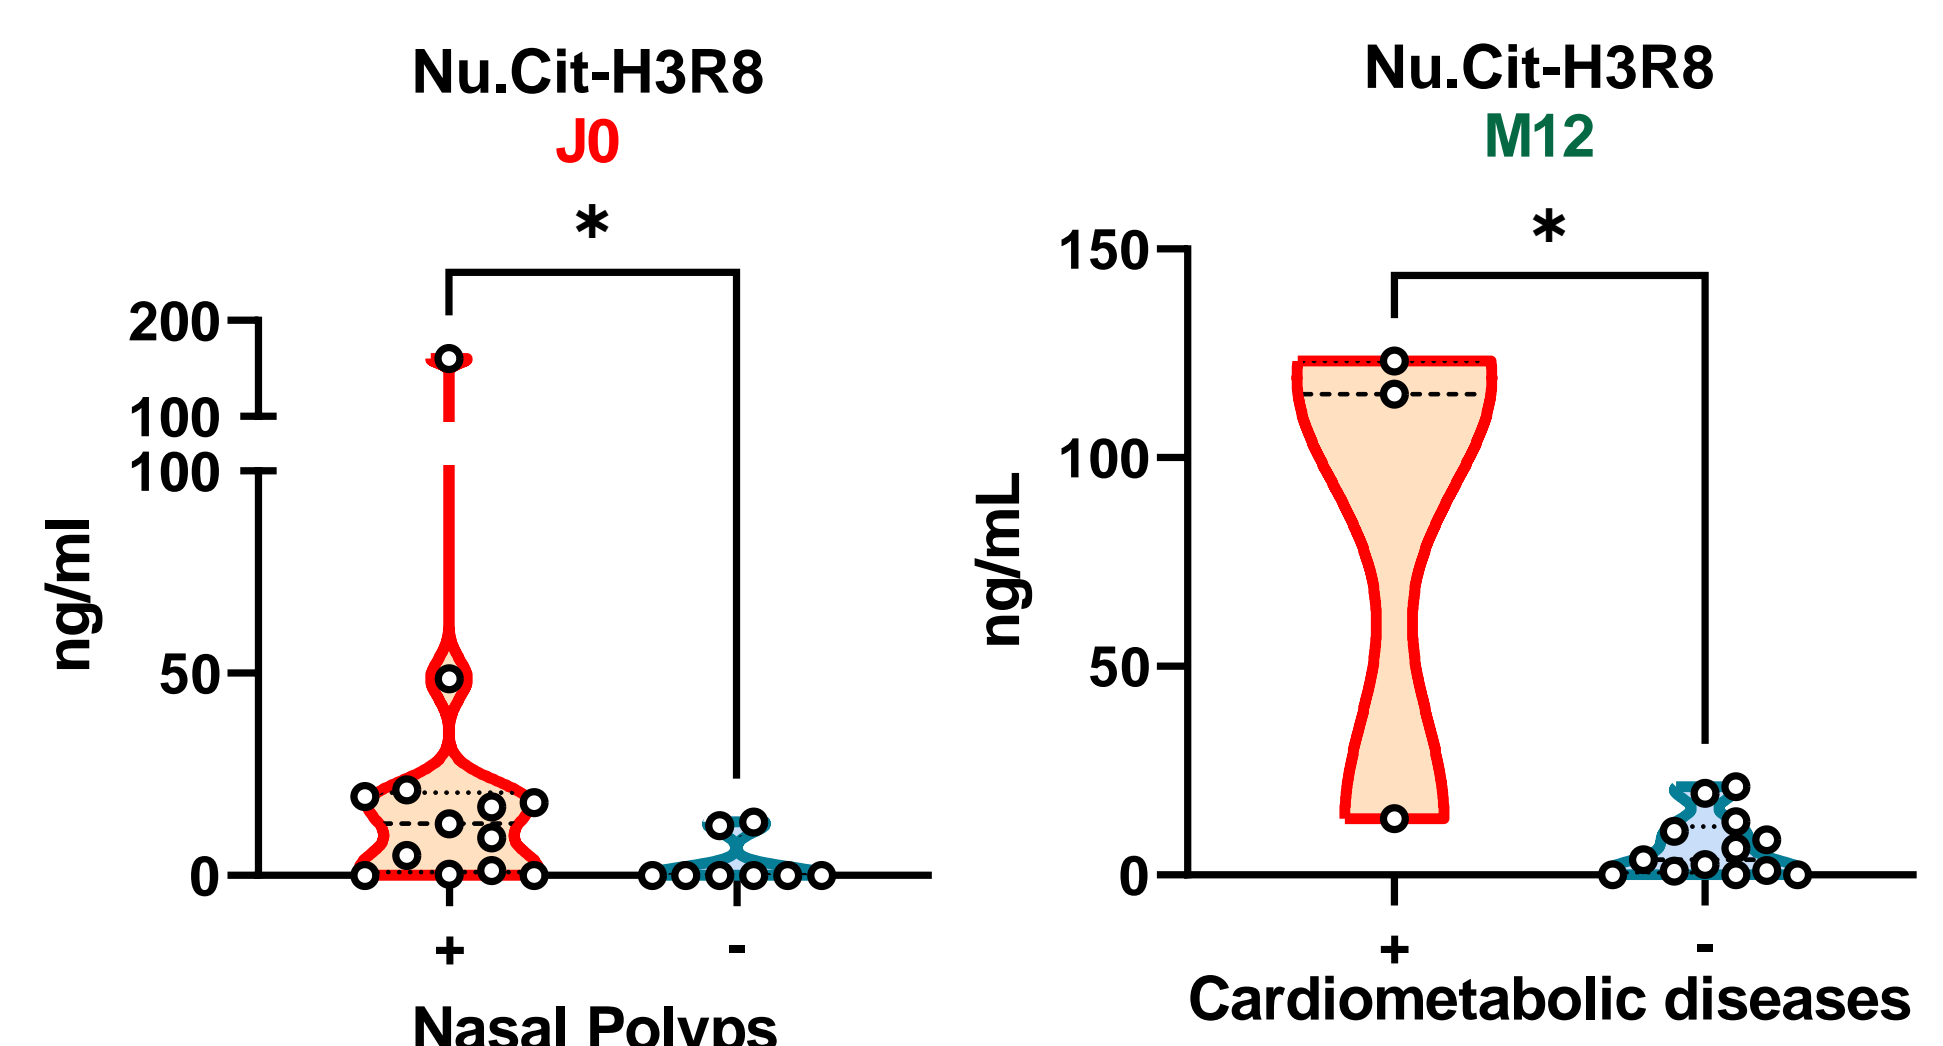 Nu.Cit-H3R8
J0
*
200
100
100
50
0
ng/ml
+ -
Nasal Polyps
Nu.Cit-H3R8
M12
*
150
100
50
0
ng/mL
+ -
Cardiometabolic diseases